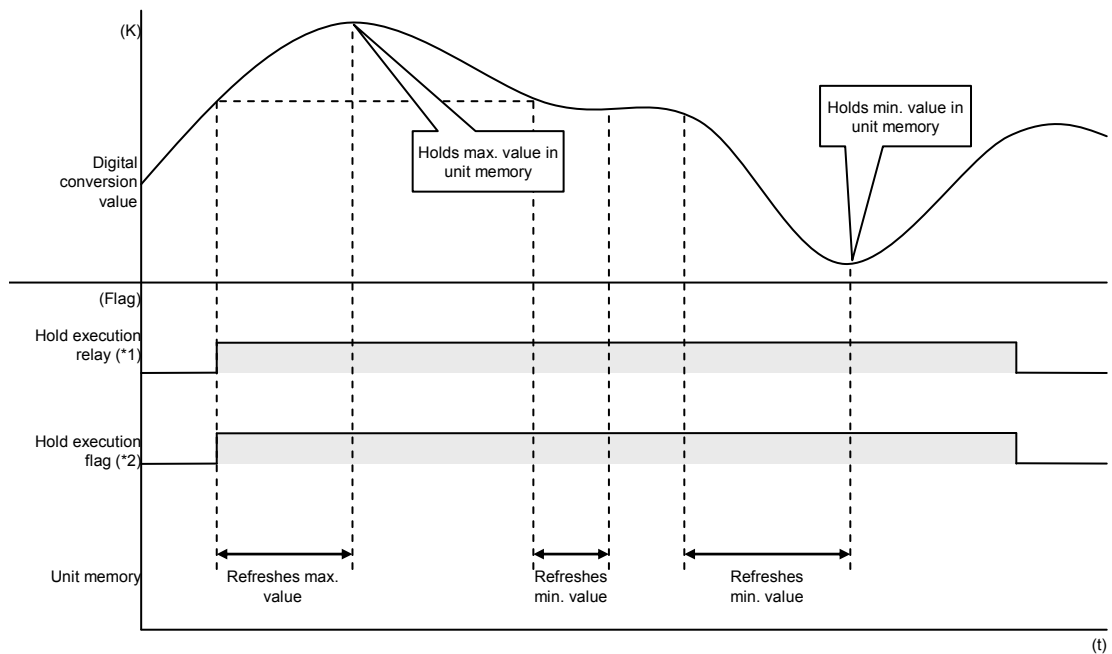 (K)
Holds max. value in
unit memory
Holds min. value in
unit memory
Digital
conversion
value
(Flag)
Hold execution
relay (*1)
Hold execution
flag (*2)
Unit memory
Refreshes max.
value
Refreshes
min. value
Refreshes
min. value
(t)